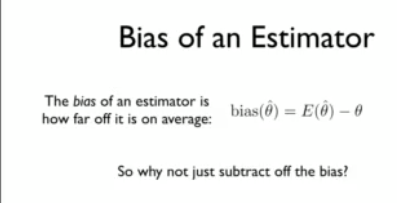 Bias of an Estimator
The bias of an estimator is
how far off it is on average:
bias(θ̂) = E(θ̂) − θ
So why not just subtract off the bias?